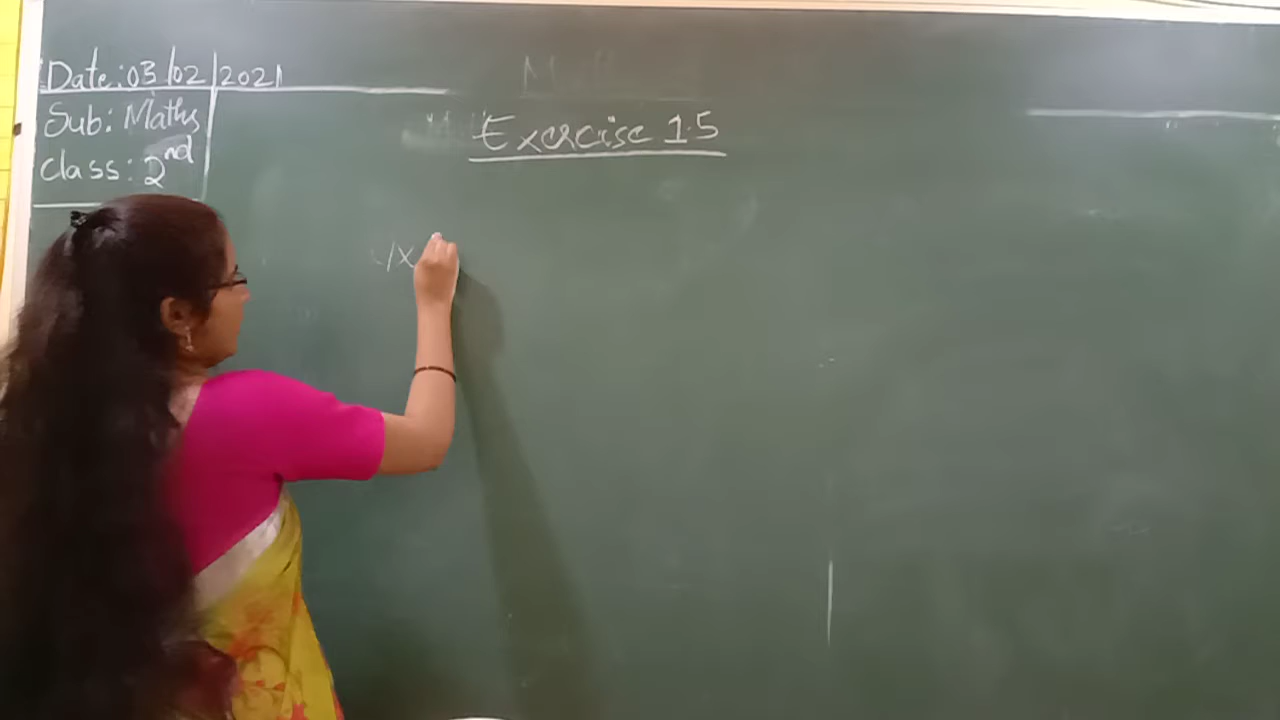 Date: 03/02/2021
Sub: Maths
Class: 2nd
Exercise 1.5